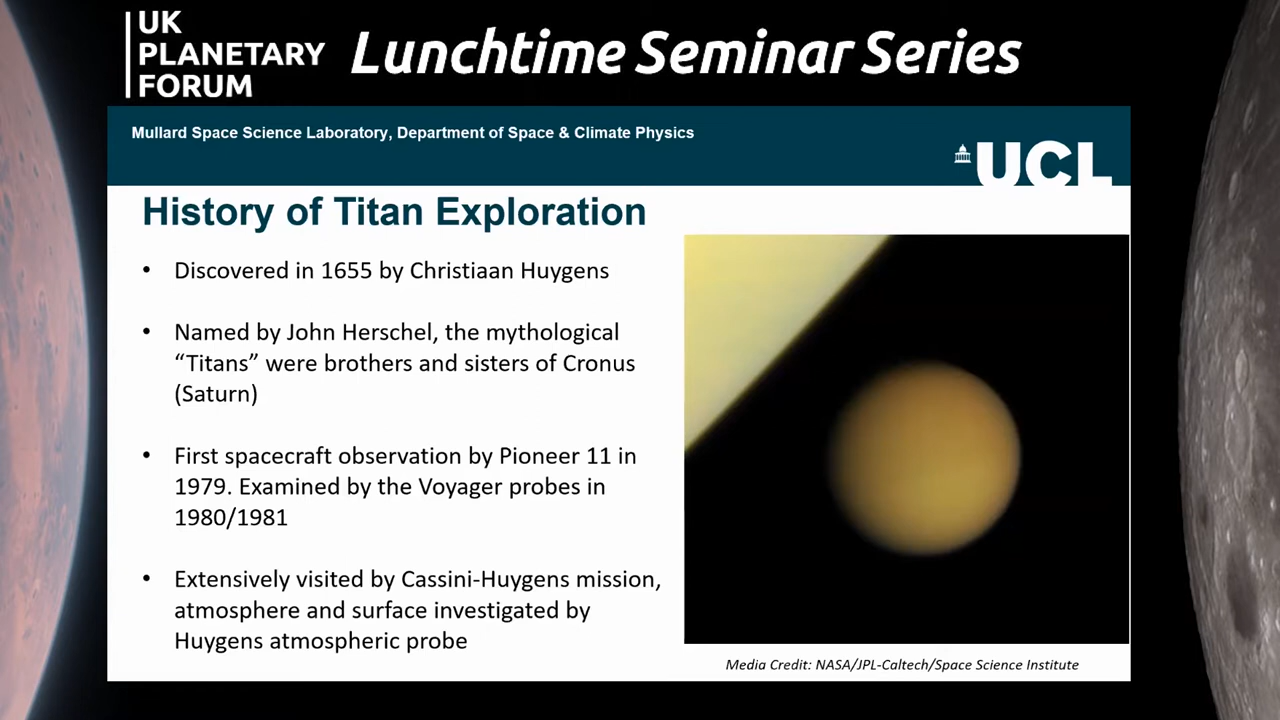 UK
PLANETARY
FORUM
Lunchtime Seminar Series
Mullard Space Science Laboratory, Department of Space & Climate Physics
UCL
History of Titan Exploration
• Discovered in 1655 by Christiaan Huygens
• Named by John Herschel, the mythological
“Titans” were brothers and sisters of Cronus
(Saturn)
• First spacecraft observation by Pioneer 11 in
1979. Examined by the Voyager probes in
1980/1981
• Extensively visited by Cassini-Huygens mission,
atmosphere and surface investigated by
Huygens atmospheric probe
Media Credit: NASA/JPL-Caltech/Space Science Institute